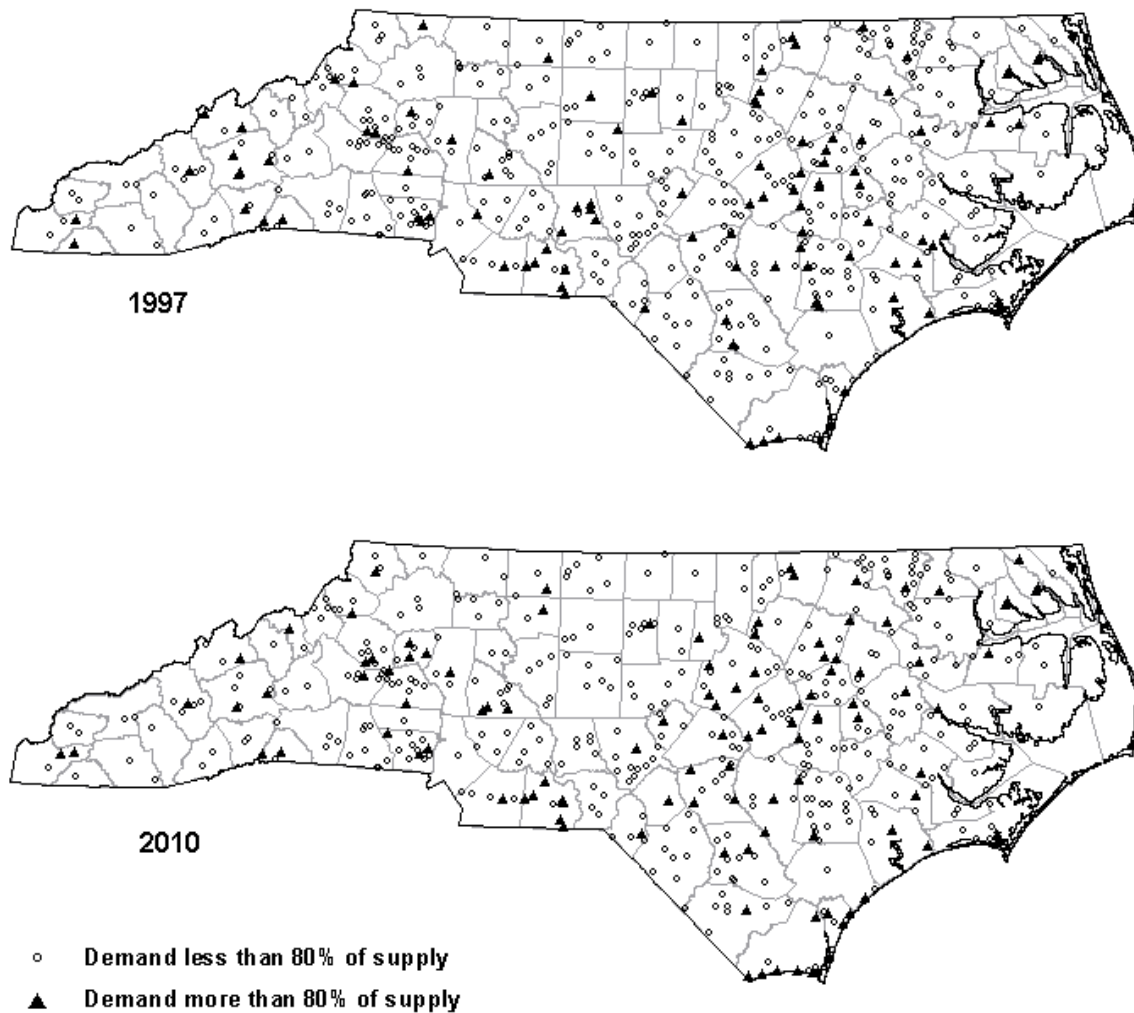 1997
2010
Demand less than 80% of supply
Demand more than 80% of supply